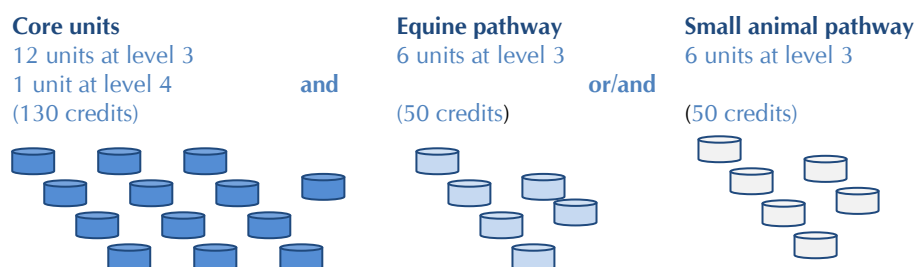 Core units
12 units at level 3
1 unit at level 4
and
(130 credits)
Equine pathway
6 units at level 3
or/and
(50 credits)
Small animal pathway
6 units at level 3
(50 credits)